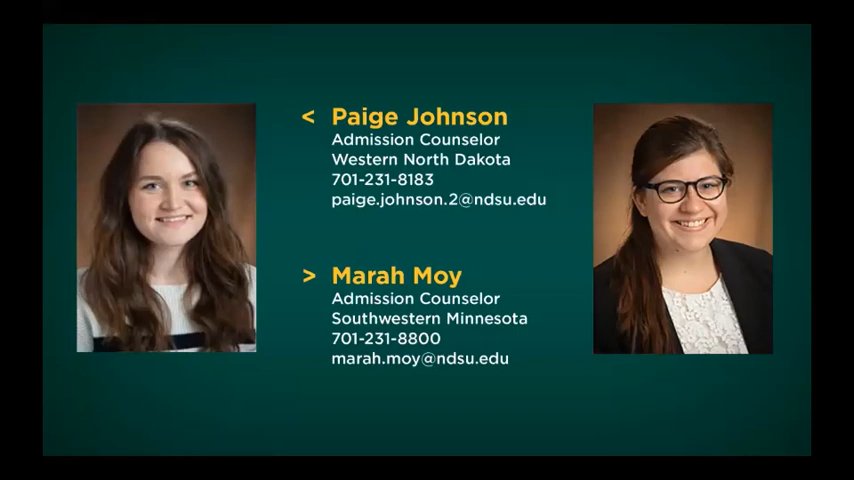 < Paige Johnson
Admission Counselor
Western North Dakota
701-231-8183
paige.johnson.2@ndsu.edu
> Marah Moy
Admission Counselor
Southwestern Minnesota
701-231-8800
marah.moy@ndsu.edu